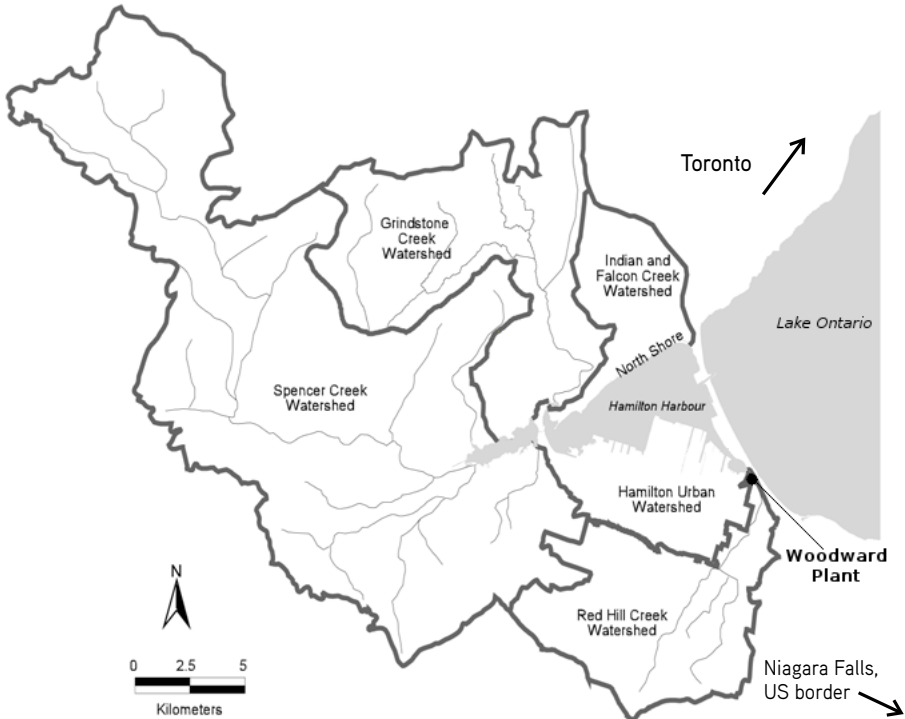 Toronto
Grindstone
Creek
Watershed
Indian and
Falcon Creek
Watershed
Lake Ontario
North Shore
Spencer Creek
Watershed
Hamilton Harbour
Hamilton Urban
Watershed
Woodward
Plant
N
Red Hill Creek
Watershed
0 2.5 5
Kilometers
Niagara Falls,
US border